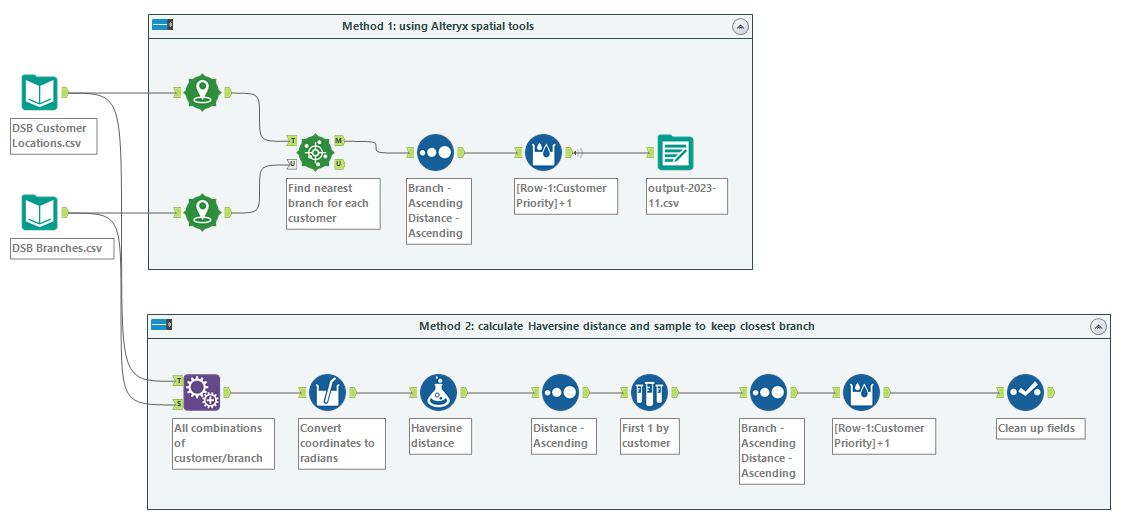 Method 1: using Alteryx spatial tools
DSB Customer
Locations.csv
T
U
M
U
Find nearest
branch for each
customer
Branch -
Ascending
Distance -
Ascending
[Row-1:Customer
Priority]+1
output-2023-
11.csv
DSB Branches.csv
Method 2: calculate Haversine distance and sample to keep closest branch
T
S
All combinations
of
customer/branch
Convert
coordinates to
radians
Haversine
distance
Distance -
Ascending
First 1 by
customer
Branch -
Ascending
Distance -
Ascending
[Row-1:Customer
Priority]+1
Clean up fields